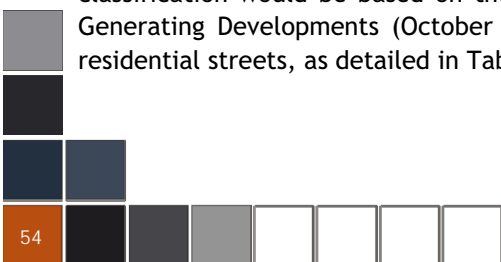 classification would be based on th
Generating Developments (October
residential streets, as detailed in Tab
54